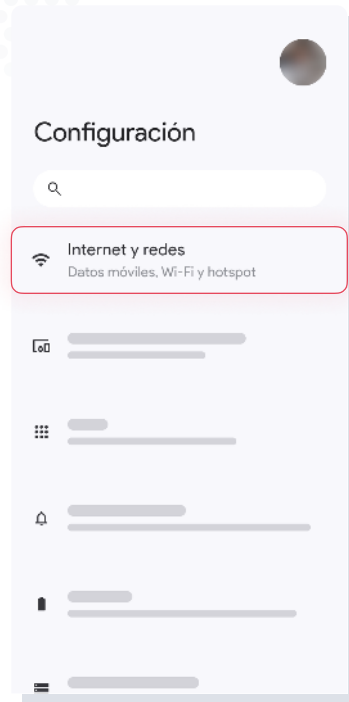 Configuración
Internet y redes
Datos móviles, Wi-Fi y hotspot